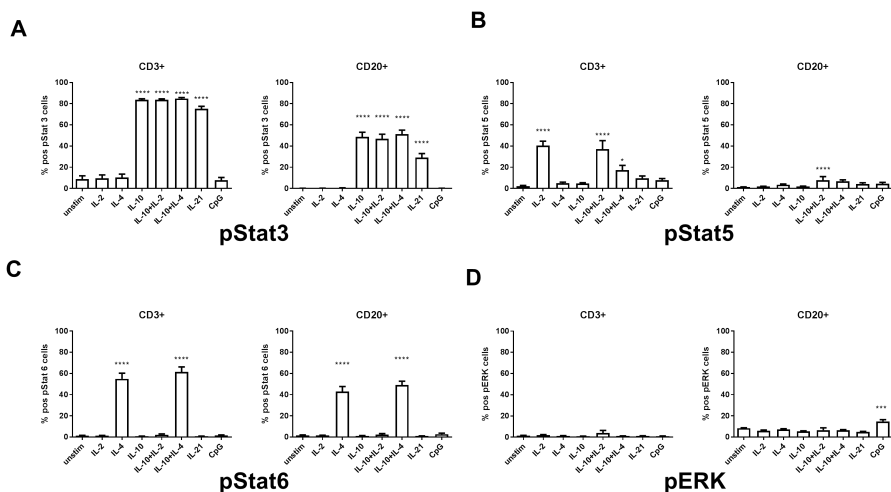 A
CD3+
% pos pStat 3 cells
100
80
60
40
20
0
**** **** **** ****
unstim IL-2 IL-4 IL-10 IL-10+IL-2 IL-10+IL-4 IL-21 CpG
CD20+
% pos pStat 3 cells
100
80
60
40
20
0
**** **** **** ****
unstim IL-2 IL-4 IL-10 IL-10+IL-2 IL-10+IL-4 IL-21 CpG
pStat3
B
CD3+
% pos pStat 5 cells
100
80
60
40
20
0
**** **** *
unstim IL-2 IL-4 IL-10 IL-10+IL-2 IL-10+IL-4 IL-21 CpG
CD20+
% pos pStat 5 cells
100
80
60
40
20
0
****
unstim IL-2 IL-4 IL-10 IL-10+IL-2 IL-10+IL-4 IL-21 CpG
pStat5
C
CD3+
% pos pStat 6 cells
100
80
60
40
20
0
**** ****
unstim IL-2 IL-4 IL-10 IL-10+IL-2 IL-10+IL-4 IL-21 CpG
CD20+
% pos pStat 6 cells
100
80
60
40
20
0
**** ****
unstim IL-2 IL-4 IL-10 IL-10+IL-2 IL-10+IL-4 IL-21 CpG
pStat6
D
CD3+
% pos pERK cells
100
80
60
40
20
0
unstim IL-2 IL-4 IL-10 IL-10+IL-2 IL-10+IL-4 IL-21 CpG
CD20+
% pos pERK cells
100
80
60
40
20
0
***
unstim IL-2 IL-4 IL-10 IL-10+IL-2 IL-10+IL-4 IL-21 CpG
pERK